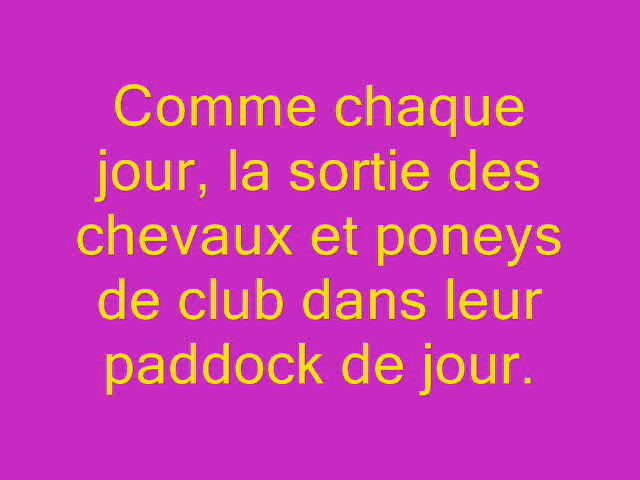 Comme chaque
jour, la sortie des
chevaux et poneys
de club dans leur
paddock de jour.